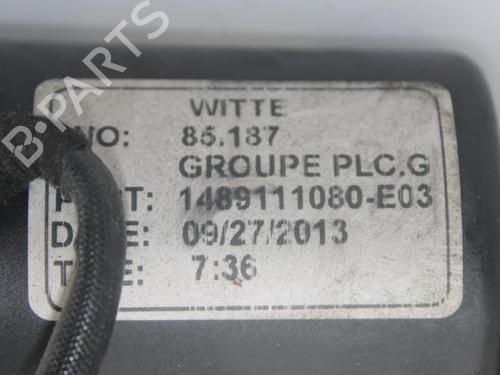 WITTE
NO: 85.187
GROUPE PLC.G
1489111080-E03
09/27/2013
7:36
B-PARTS